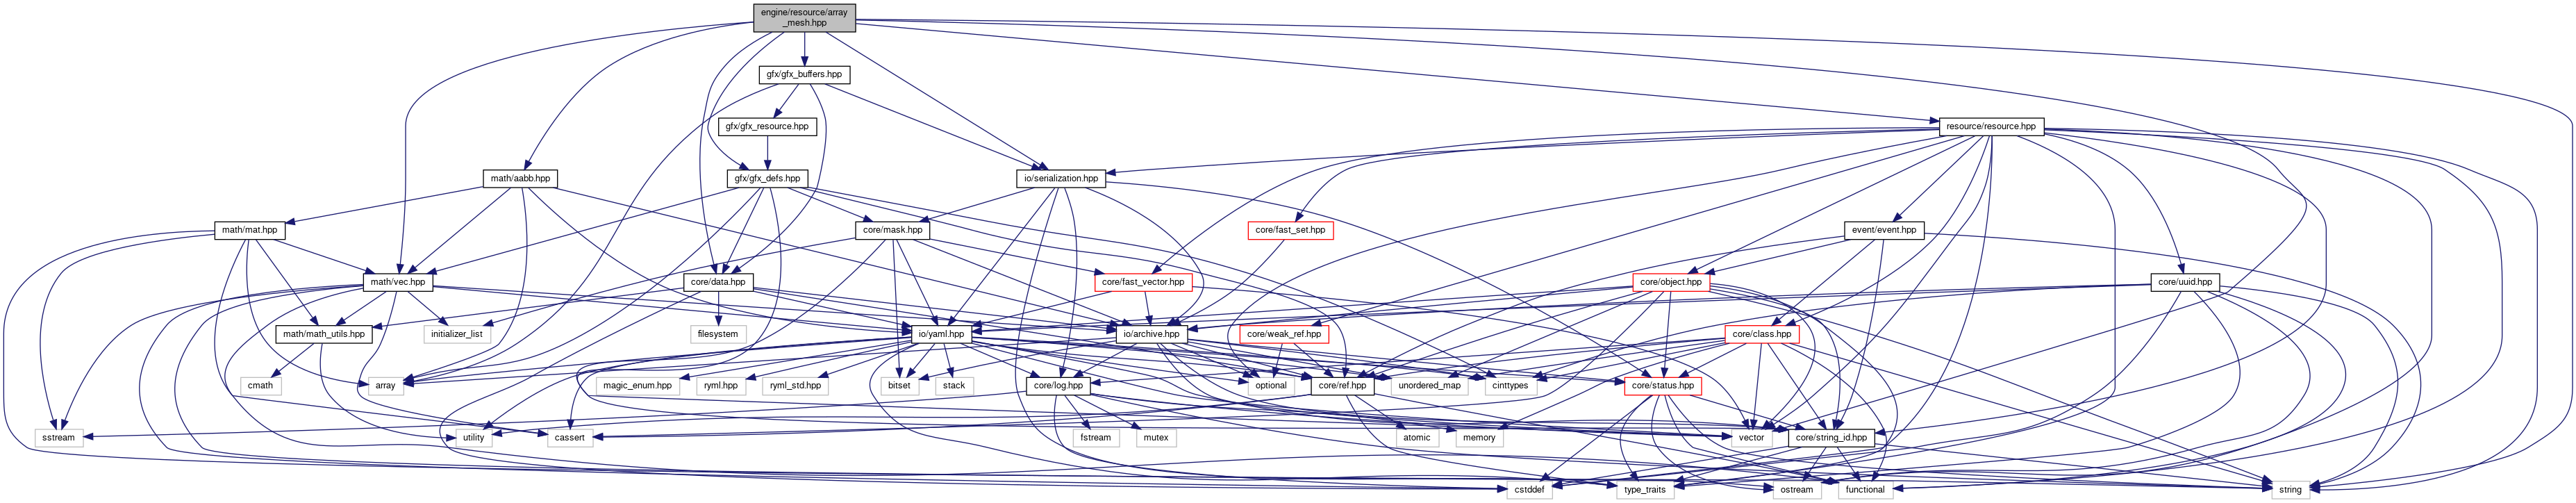 engine/resource/array
_mesh.hpp
gfx/gfx_buffers.hpp
gfx/gfx_resource.hpp
resource/resource.hpp
math/aabb.hpp
gfx/gfx_defs.hpp
io/serialization.hpp
math/mat.hpp
core/mask.hpp
core/fast_set.hpp
event/event.hpp
math/vec.hpp
core/data.hpp
core/fast_vector.hpp
core/object.hpp
core/uuid.hpp
math/math_utils.hpp
initializer_list
filesystem
io/yaml.hpp
io/archive.hpp
core/weak_ref.hpp
core/class.hpp
cmath
array
magic_enum.hpp
ryml.hpp
ryml_std.hpp
bitset
stack
core/log.hpp
optional
core/ref.hpp
unordered_map
cinttypes
core/status.hpp
sstream
utility
cassert
fstream
mutex
atomic
memory
vector
core/string_id.hpp
cstddef
type_traits
ostream
functional
string